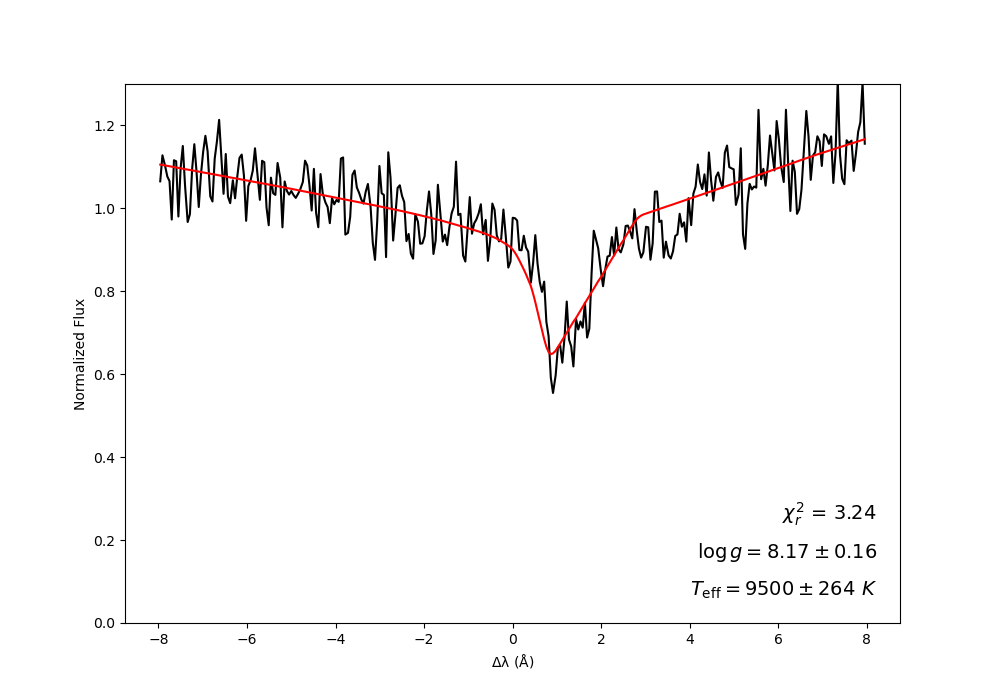 1.2
1.0
0.8
0.6
0.4
0.2
0.0
Normalized Flux
χ²ᵣ = 3.24
log g = 8.17 ± 0.16
T_eff = 9500 ± 264 K
−8 −6 −4 −2 0 2 4 6 8
Δλ (Å)